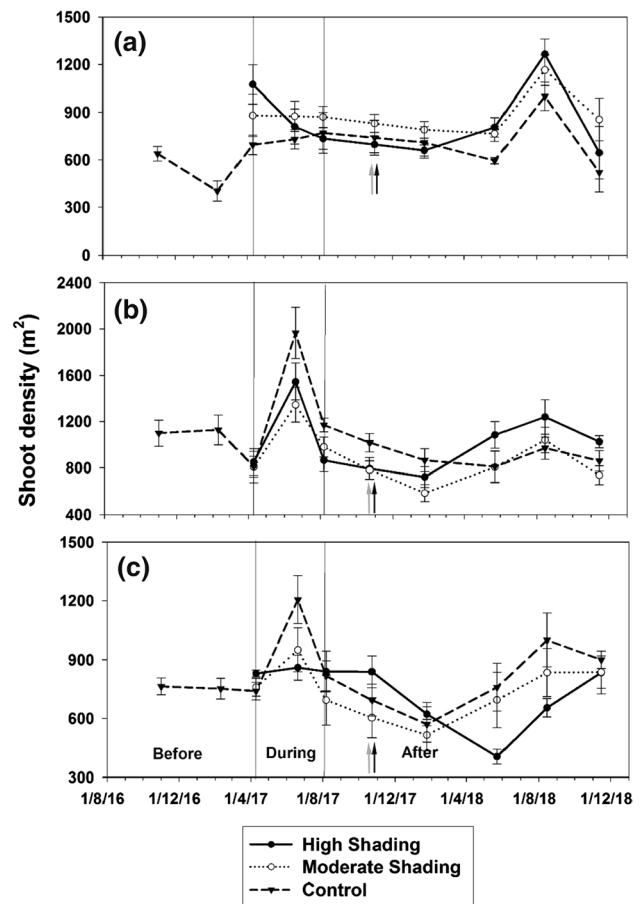 1500
(a)
1200
900
600
300
0
2400
(b)
2000
1600
1200
800
400
Shoot density (m²)
1500
(c)
1200
900
600
300
Before During After
1/8/16 1/12/16 1/4/17 1/8/17 1/12/17 1/4/18 1/8/18 1/12/18
High Shading
Moderate Shading
Control